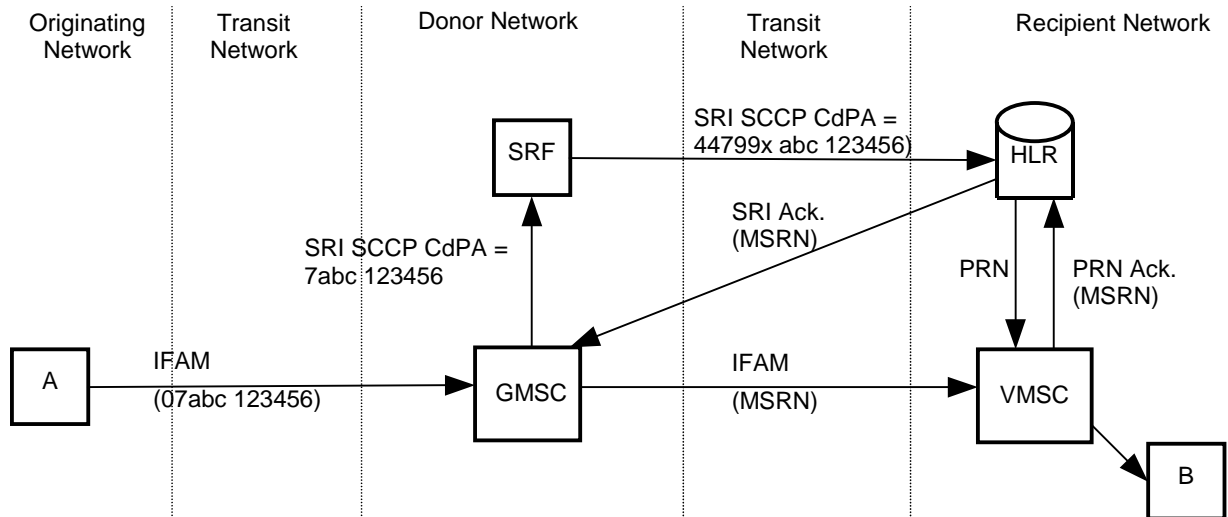 Originating
Network
Transit
Network
Donor Network
Transit
Network
Recipient Network
SRF
SRI SCCP CdPA =
44799x abc 123456)
HLR
SRI Ack.
(MSRN)
SRI SCCP CdPA =
7abc 123456
PRN
PRN Ack.
(MSRN)
A
IFAM
(07abc 123456)
GMSC
IFAM
(MSRN)
VMSC
B